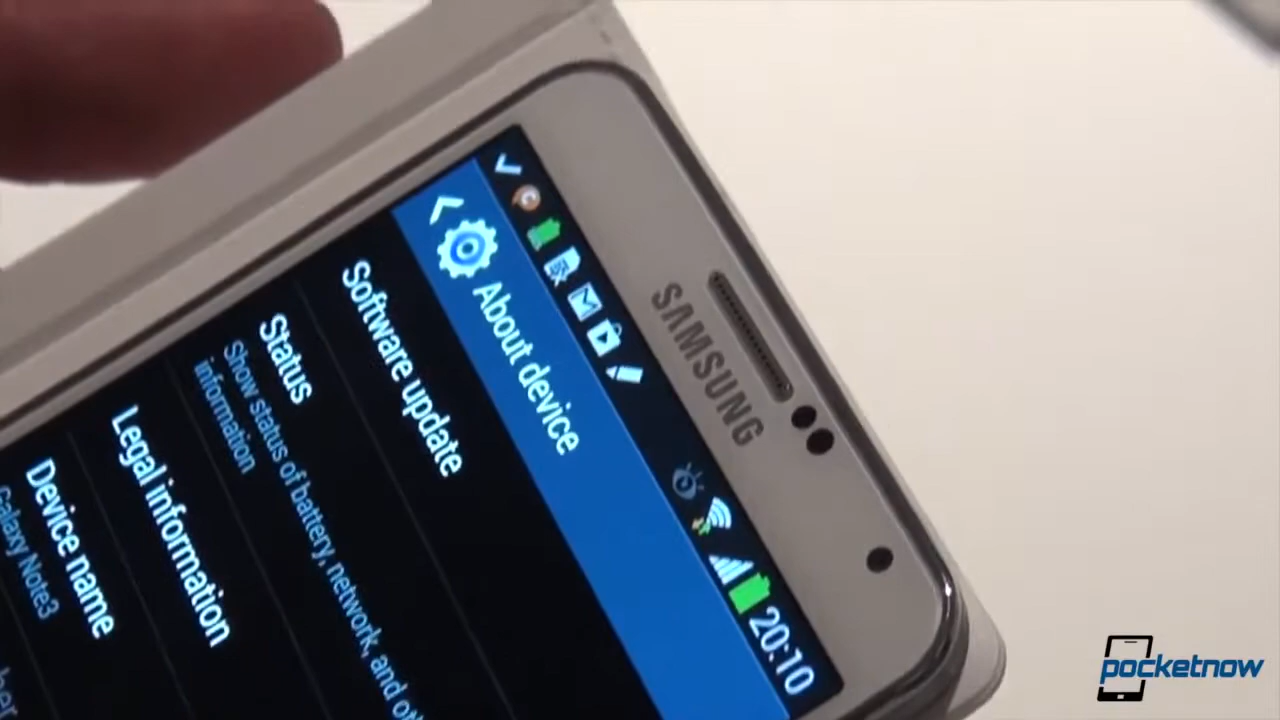 SAMSUNG
20:10
About device
Software update
Status
Show status of battery, network, and
information
Legal information
Device name
Galaxy Note3
pocketnow